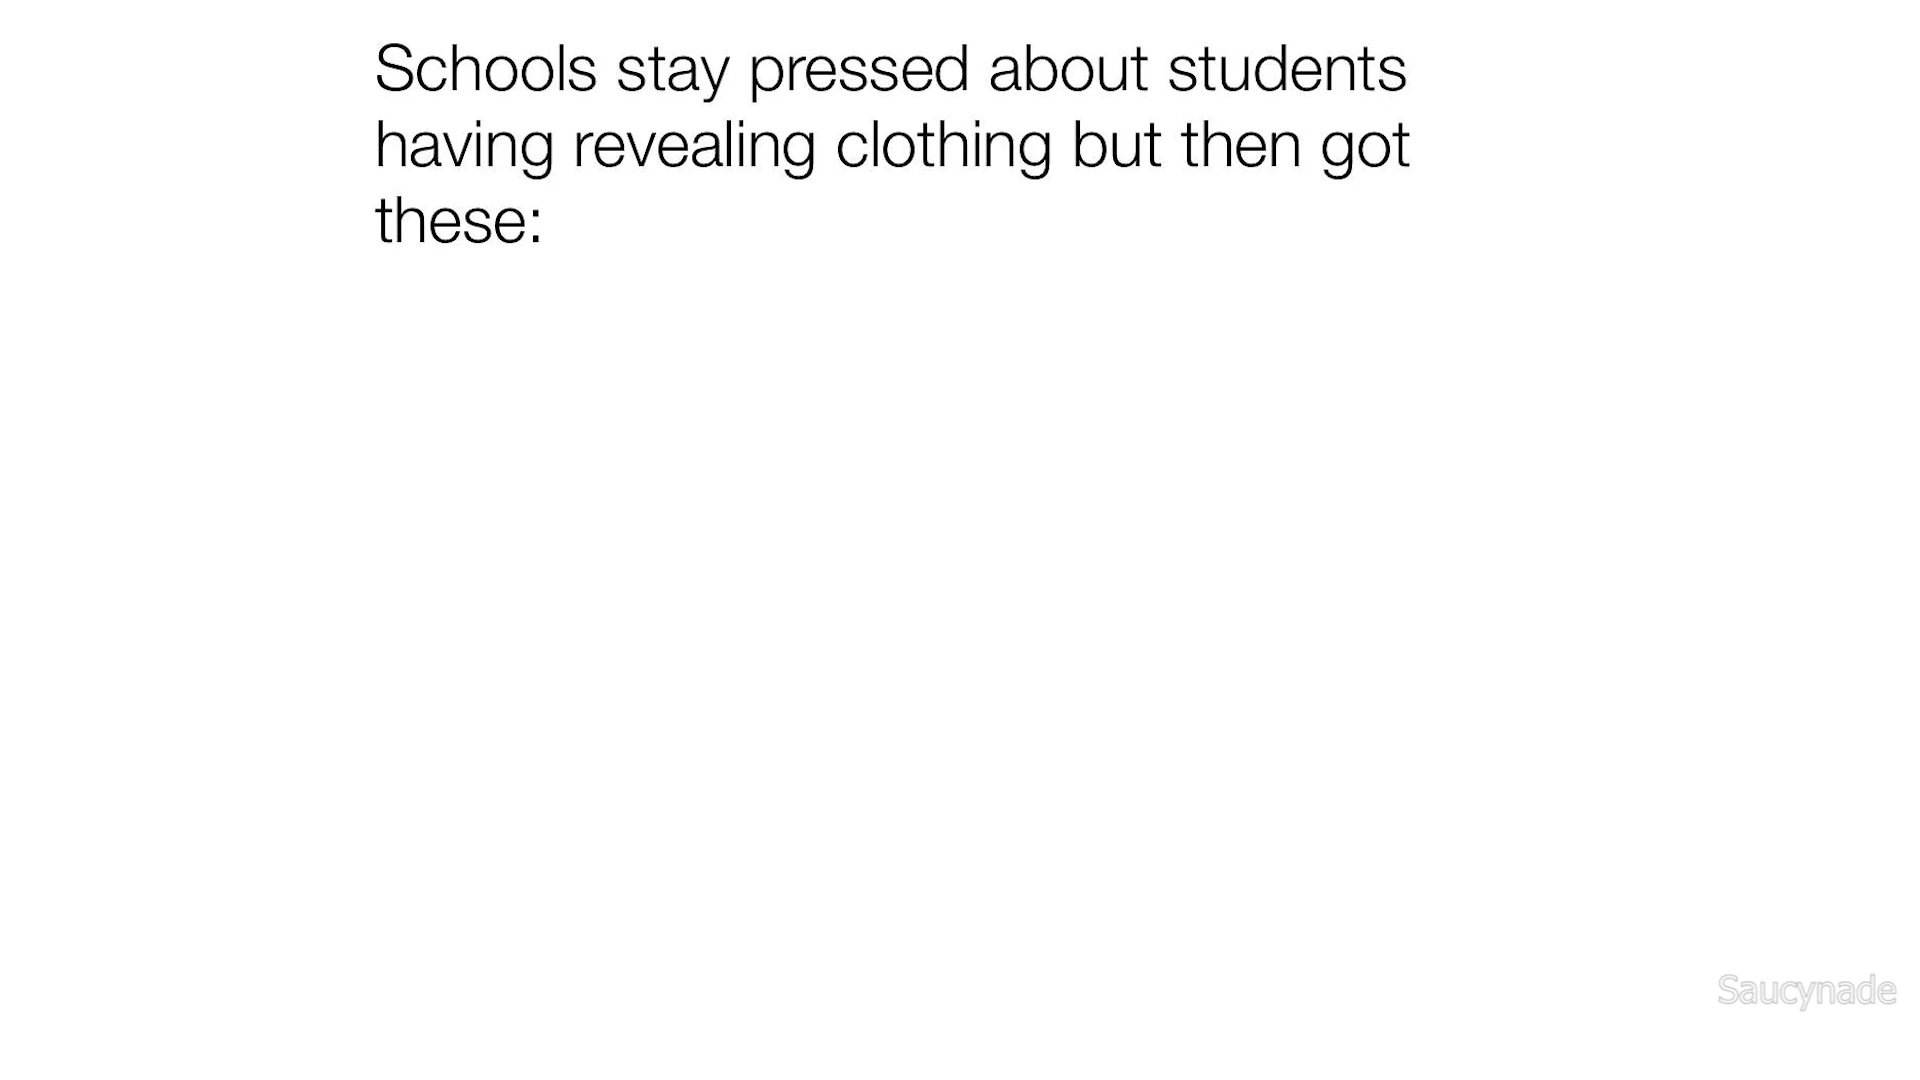 Schools stay pressed about students
having revealing clothing but then got
these:
Saucynade